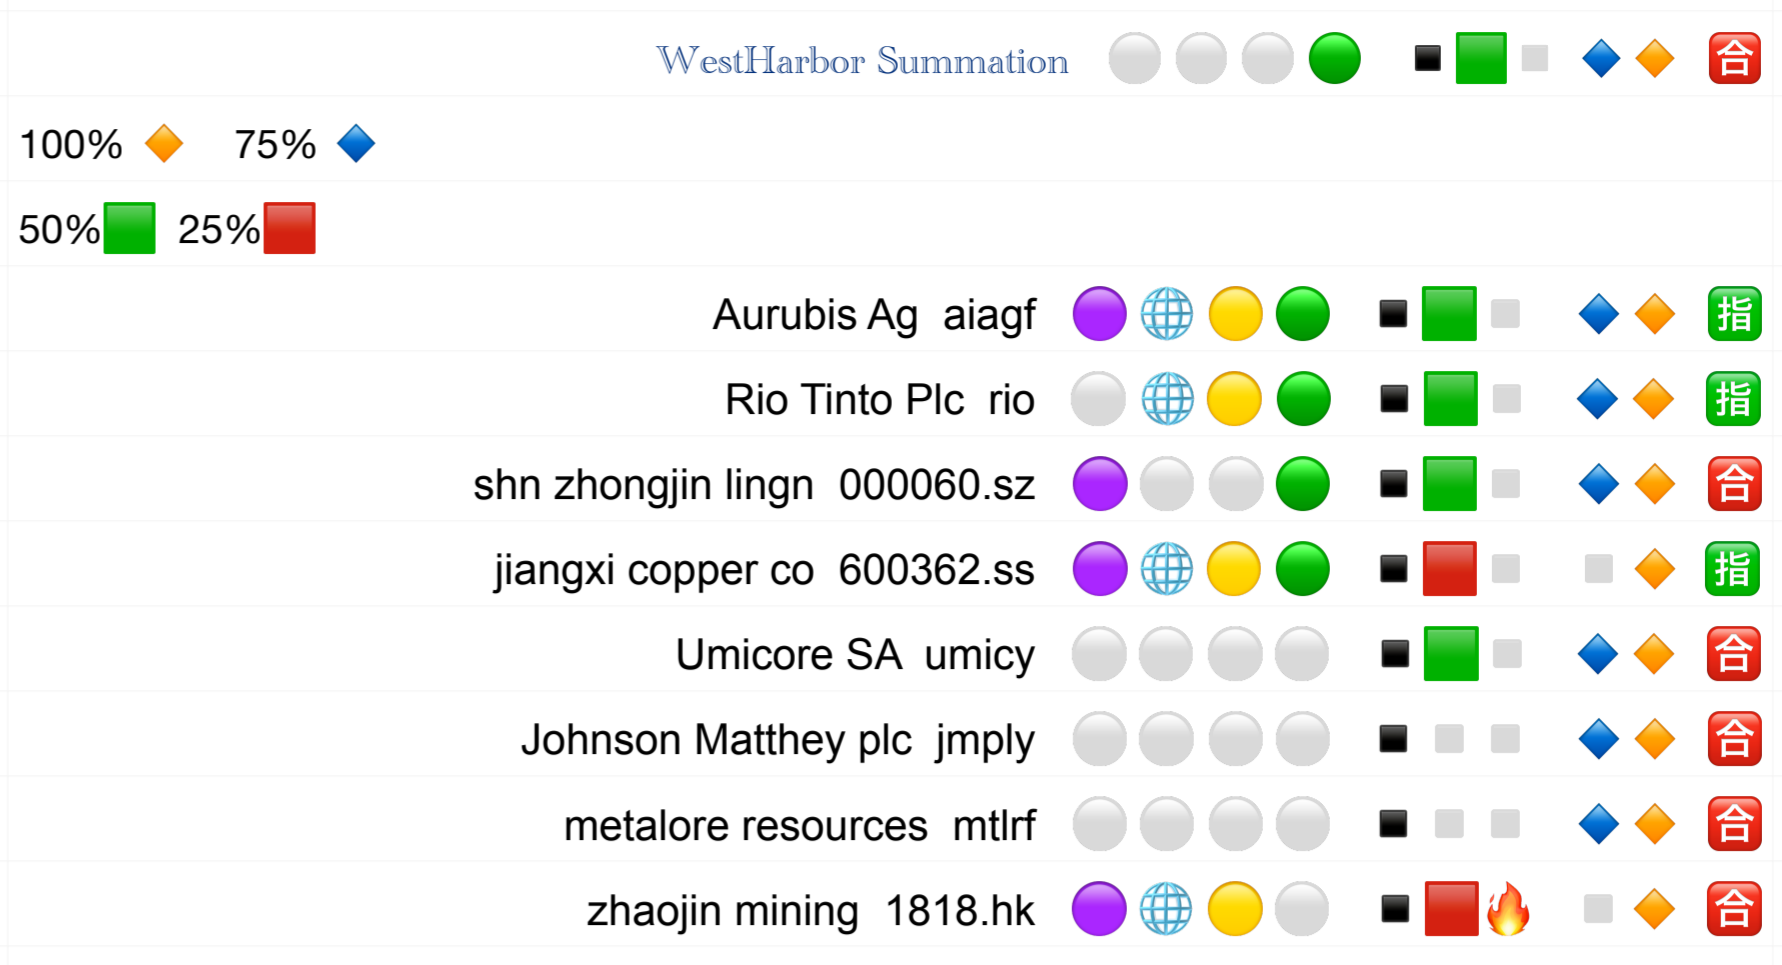 WestHarbor Summation ⚪⚪⚪🟢 ▪️🟩◽ 🔹🔸 🈴
100% 🔸 75% 🔹
50%🟩 25%🟥
Aurubis Ag aiagf 🟣🌐🟡🟢 ▪️🟩◽ 🔹🔸 🈯
Rio Tinto Plc rio ⚪🌐🟡🟢 ▪️🟩◽ 🔹🔸 🈯
shn zhongjin lingn 000060.sz 🟣⚪⚪🟢 ▪️🟩◽ 🔹🔸 🈴
jiangxi copper co 600362.ss 🟣🌐🟡🟢 ▪️🟥◽ ◽🔸 🈯
Umicore SA umicy ⚪⚪⚪⚪ ▪️🟩◽ 🔹🔸 🈴
Johnson Matthey plc jmply ⚪⚪⚪⚪ ▪️◽◽ 🔹🔸 🈴
metalore resources mtlrf ⚪⚪⚪⚪ ▪️◽◽ 🔹🔸 🈴
zhaojin mining 1818.hk 🟣🌐🟡⚪ ▪️🟥🔥 ◽🔸 🈴